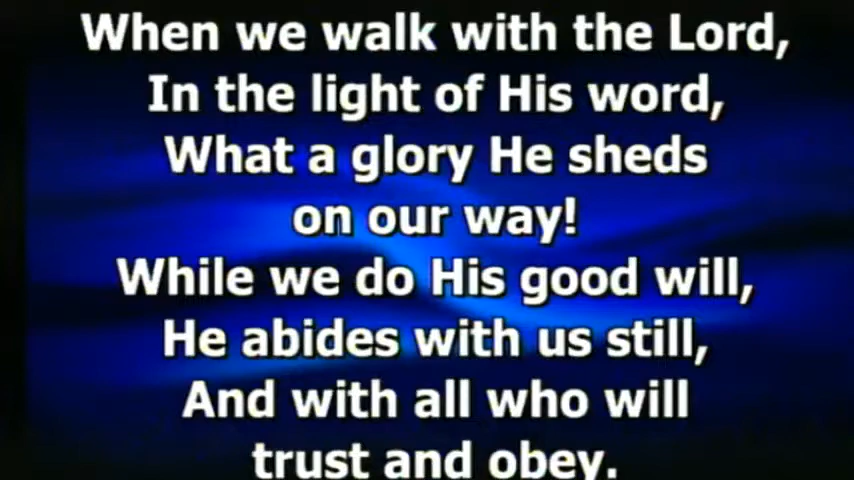 When we walk with the Lord,
In the light of His word,
What a glory He sheds
on our way!
While we do His good will,
He abides with us still,
And with all who will
trust and obey.